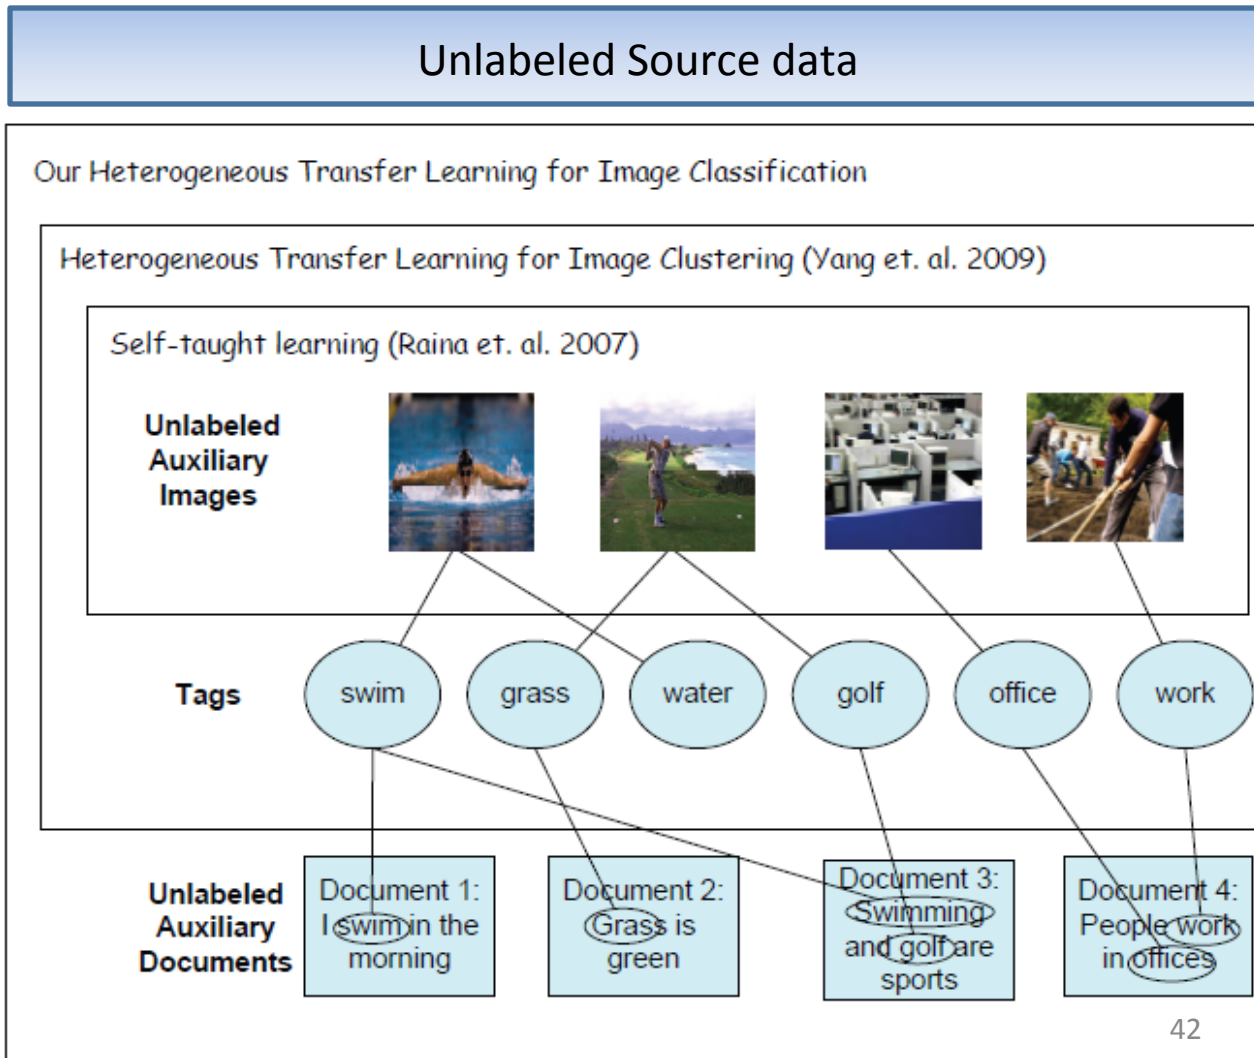 Unlabeled Source data
Our Heterogeneous Transfer Learning for Image Classification
Heterogeneous Transfer Learning for Image Clustering (Yang et. al. 2009)
Self-taught learning (Raina et. al. 2007)
Unlabeled
Auxiliary
Images
Tags
swim
grass
water
golf
office
work
Unlabeled
Auxiliary
Documents
Document 1:
I swim in the
morning
Document 2:
Grass is
green
Document 3:
Swimming
and golf are
sports
Document 4:
People work
in offices
42